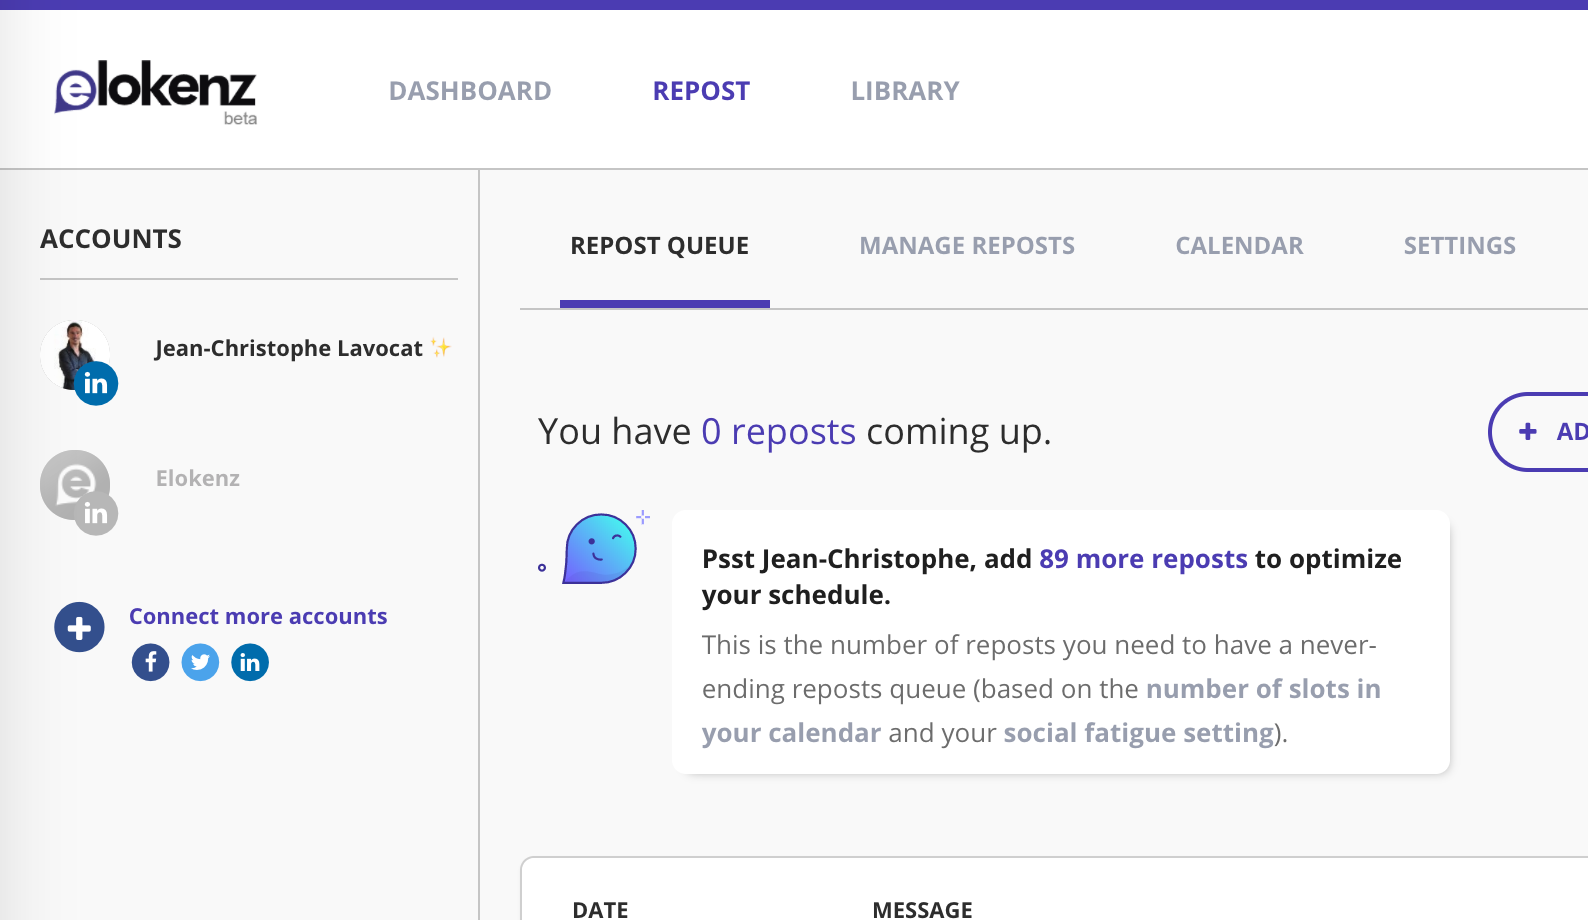 elokenz
beta
DASHBOARD
REPOST
LIBRARY
ACCOUNTS
Jean-Christophe Lavocat ✨
in
Elokenz
in
Connect more accounts
f
in
REPOST QUEUE
MANAGE REPOSTS
CALENDAR
SETTINGS
You have 0 reposts coming up.
+
Psst Jean-Christophe, add 89 more reposts to optimize
your schedule.
This is the number of reposts you need to have a never-
ending reposts queue (based on the number of slots in
your calendar and your social fatigue setting).
DATE
MESSAGE